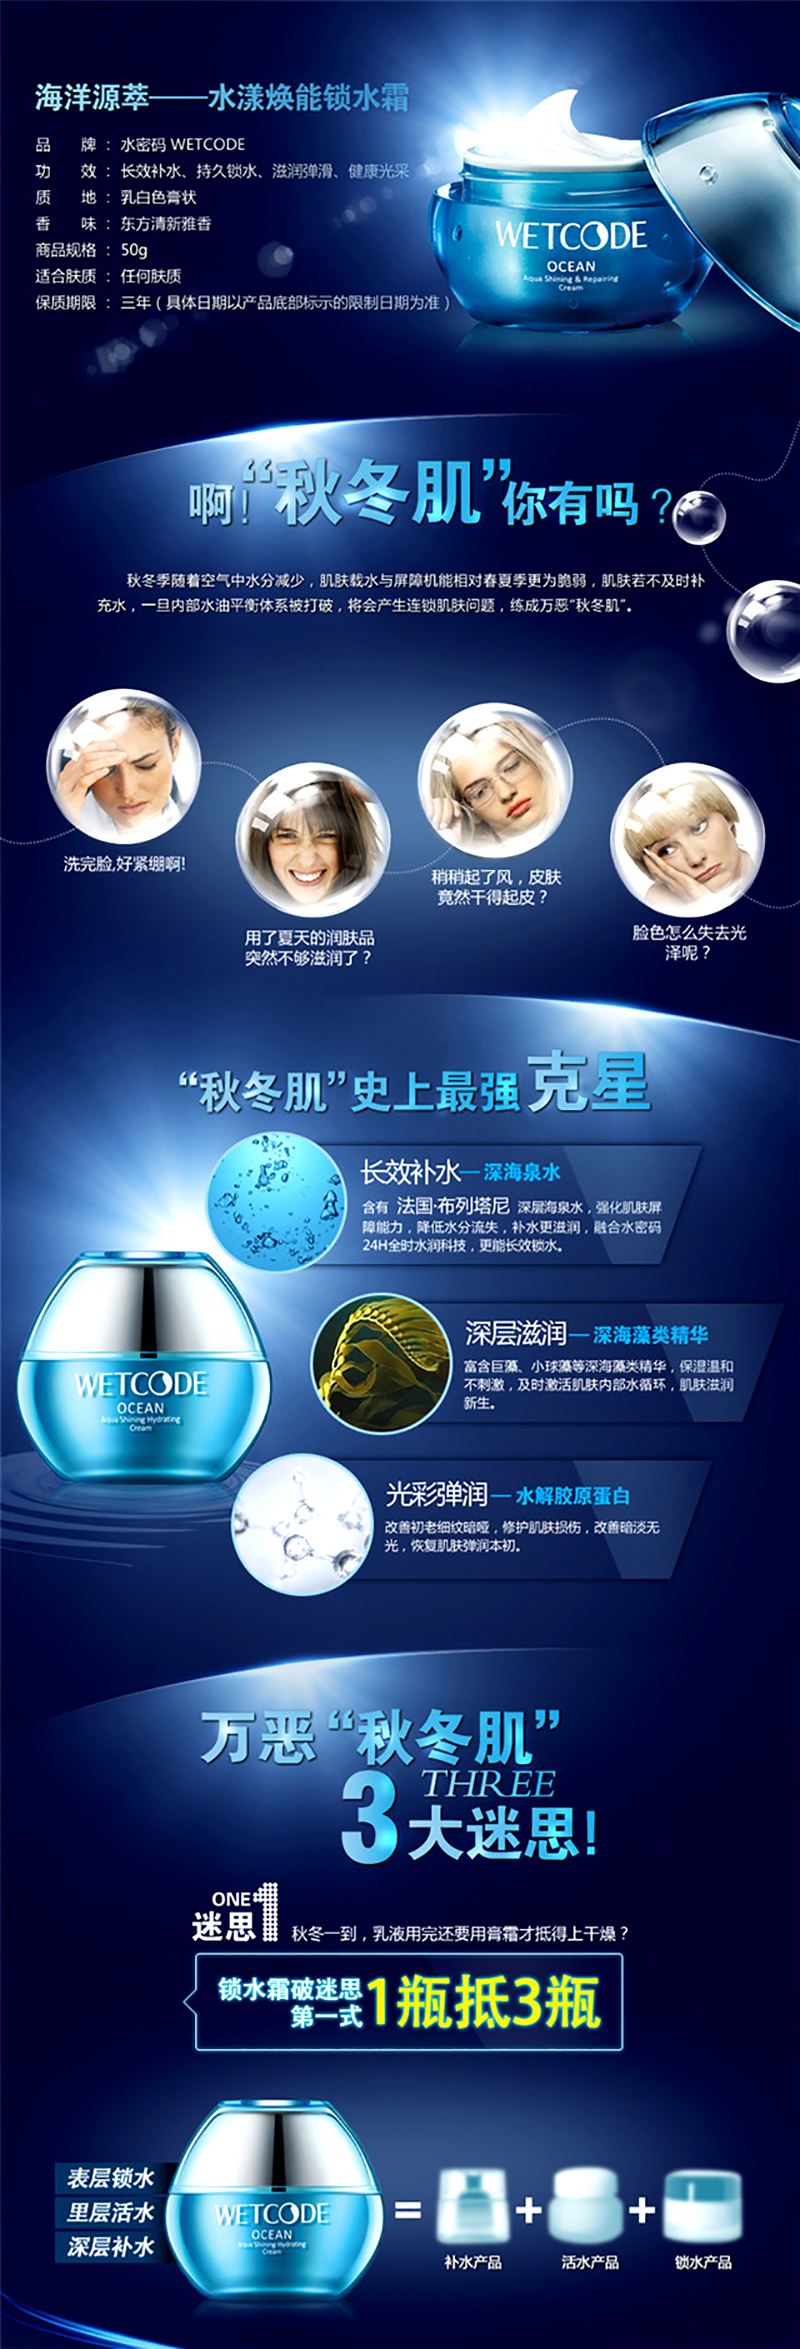 海洋源萃——水漾焕能锁水霜
品 牌 : 水密码 WETCODE
功 效 : 长效补水、持久锁水、滋润弹滑、健康光采
质 地 : 乳白色膏状
香 味 : 东方清新雅香
商品规格 : 50g
适合肤质 : 任何肤质
保质期限 : 三年（具体日期以产品底部标示的限制日期为准）
WETCODE
OCEAN
Aqua Shining & Repairing
Cream
啊！“秋冬肌”你有吗？
秋冬季随着空气中水分减少，肌肤载水与屏障机能相对春夏季更为脆弱，肌肤若不及时补
充水，一旦内部水油平衡体系被打破，将会产生连锁肌肤问题，练成万恶“秋冬肌”。
洗完脸,好紧绷啊!
用了夏天的润肤品
突然不够滋润了？
稍稍起了风，皮肤
竟然干得起皮？
脸色怎么失去光
泽呢？
“秋冬肌”史上最强克星
长效补水—深海泉水
含有 法国·布列塔尼 深层海泉水，强化肌肤屏
障能力，降低水分流失，补水更滋润，融合水密码
24H全时水润科技，更能长效锁水。
深层滋润—深海藻类精华
富含巨藻、小球藻等深海藻类精华，保湿温和
不刺激，及时激活肌肤内部水循环，肌肤滋润
新生。
WETCODE
OCEAN
Aqua Shining Hydrating
Cream
光彩弹润—水解胶原蛋白
改善初老细纹暗哑，修护肌肤损伤，改善暗淡无
光，恢复肌肤弹润本初。
万恶“秋冬肌”
THREE
3大迷思!
ONE 1
迷思 秋冬一到，乳液用完还要用膏霜才抵得上干燥？
锁水霜破迷思
第一式 1瓶抵3瓶
表层锁水
里层活水
深层补水
WETCODE
OCEAN
Aqua Shining Hydrating
Cream
= + +
补水产品 活水产品 锁水产品